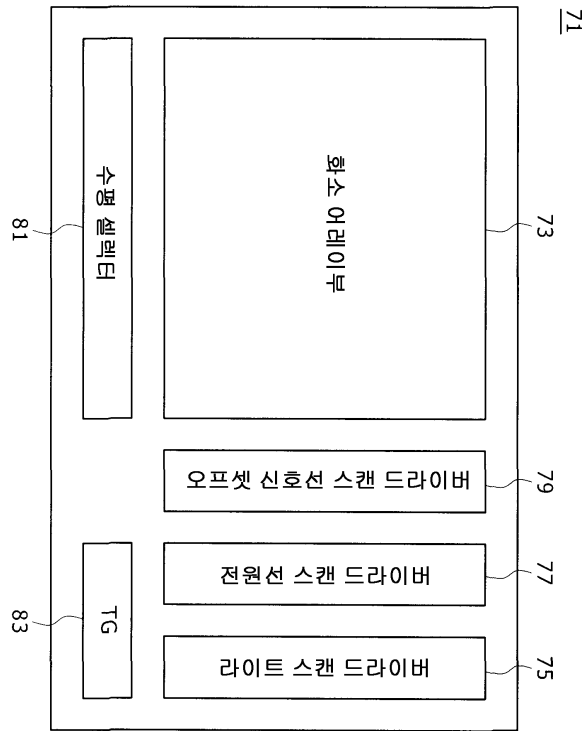 71
화소 어레이부
73
수평 셀렉터
81
오프셋 신호선 스캔 드라이버
79
전원선 스캔 드라이버
77
TG
83
라이트 스캔 드라이버
75